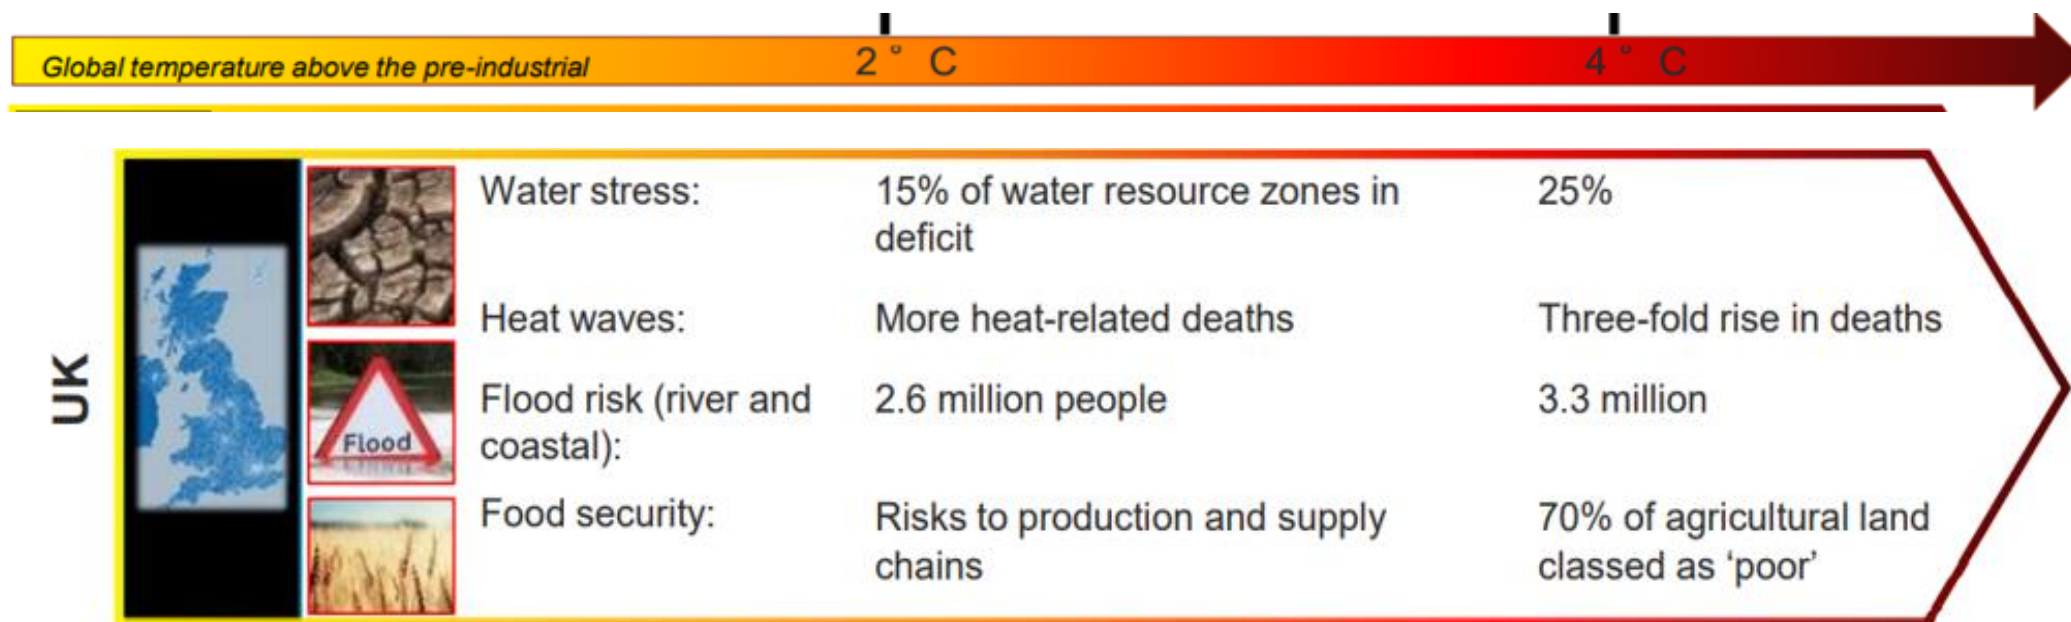 Global temperature above the pre-industrial 2 ° C 4 ° C
UK
Water stress: 15% of water resource zones in 25%
deficit
Heat waves: More heat-related deaths Three-fold rise in deaths
Flood risk (river and 2.6 million people 3.3 million
coastal):
Flood
Food security: Risks to production and supply 70% of agricultural land
chains classed as ‘poor’